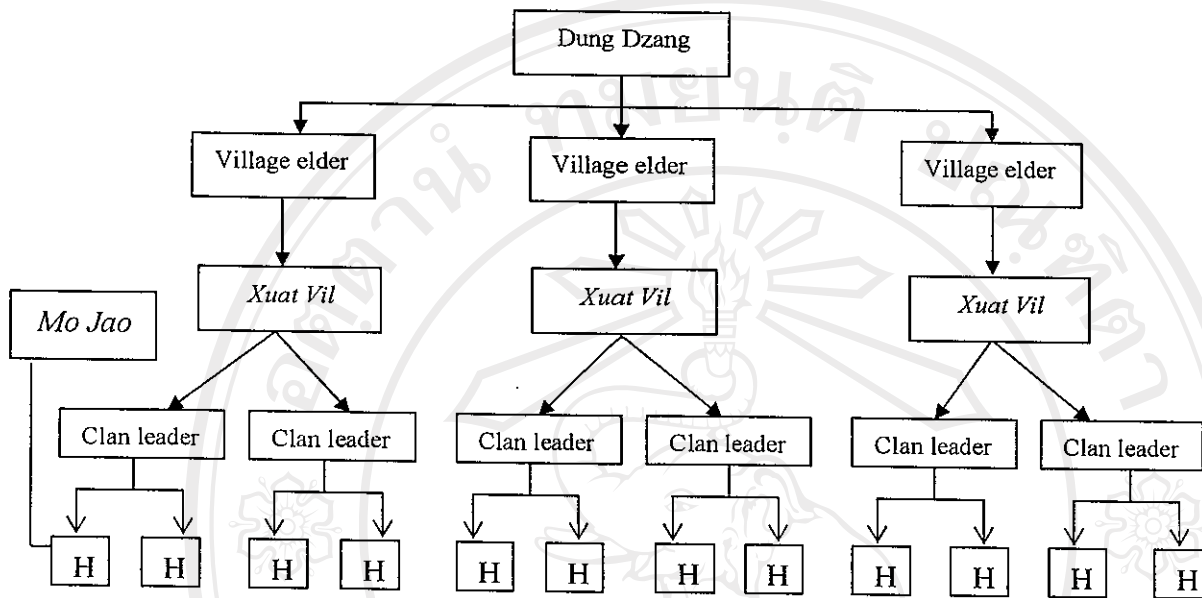 Dung Dzang
Village elder
Village elder
Village elder
Xuat Vil
Xuat Vil
Xuat Vil
Mo Jao
Clan leader
Clan leader
Clan leader
Clan leader
Clan leader
Clan leader
H
H
H
H
H
H
H
H
H
H
H
H